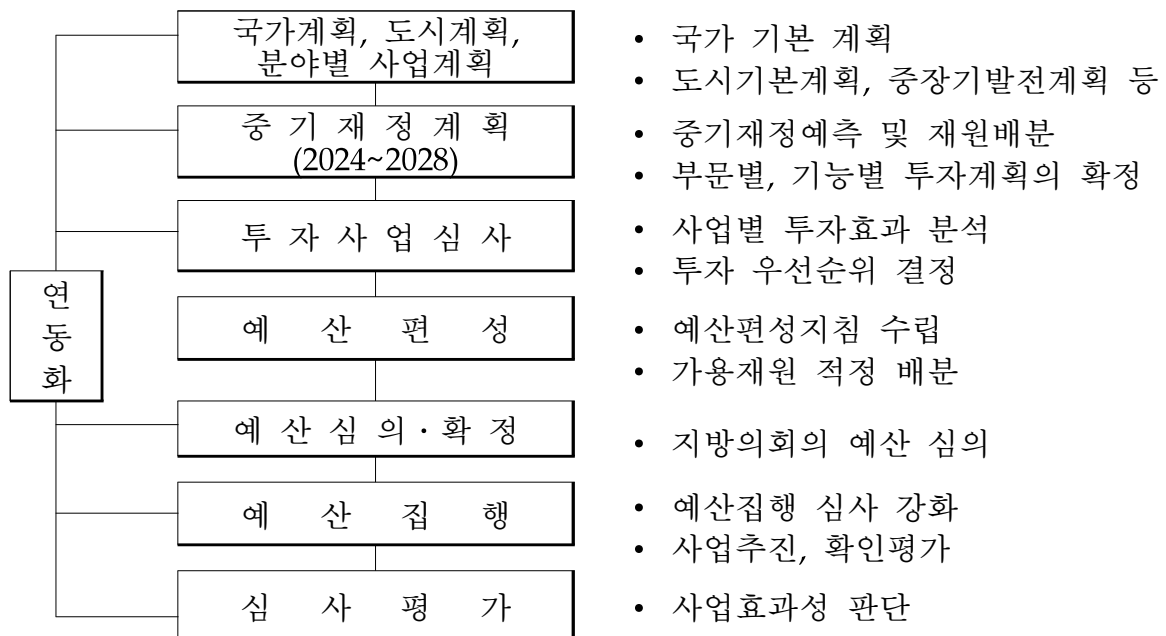 국가계획, 도시계획,
분야별 사업계획
• 국가 기본 계획
• 도시기본계획, 중장기발전계획 등
중 기 재 정 계 획
(2024~2028)
• 중기재정예측 및 재원배분
• 부문별, 기능별 투자계획의 확정
투 자 사 업 심 사
• 사업별 투자효과 분석
• 투자 우선순위 결정
연
동
화
예 산 편 성
• 예산편성지침 수립
• 가용재원 적정 배분
예 산 심 의 · 확 정
• 지방의회의 예산 심의
예 산 집 행
• 예산집행 심사 강화
• 사업추진, 확인평가
심 사 평 가
• 사업효과성 판단